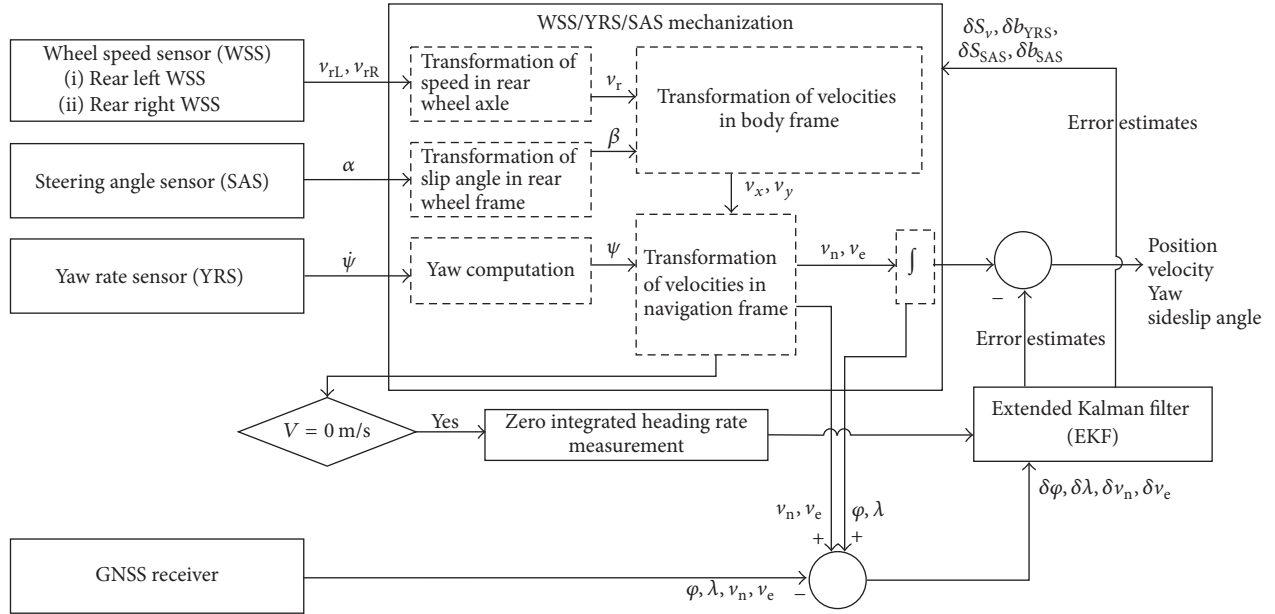 WSS/YRS/SAS mechanization
δS_v, δb_YRS,
δS_SAS, δb_SAS
Wheel speed sensor (WSS)
(i) Rear left WSS
(ii) Rear right WSS
v_rL, v_rR
Transformation of
speed in rear
wheel axle
v_r
Transformation of velocities
in body frame
Error estimates
Steering angle sensor (SAS)
α
Transformation of
slip angle in rear
wheel frame
β
v_x, v_y
Yaw rate sensor (YRS)
ψ̇
Yaw computation
ψ
Transformation
of velocities in
navigation frame
v_n, v_e
∫
−
Position
velocity
Yaw
sideslip angle
Error estimates
V = 0 m/s
Yes
Zero integrated heading rate
measurement
Extended Kalman filter
(EKF)
δφ, δλ, δv_n, δv_e
v_n, v_e
φ, λ
+
+
GNSS receiver
φ, λ, v_n, v_e
−